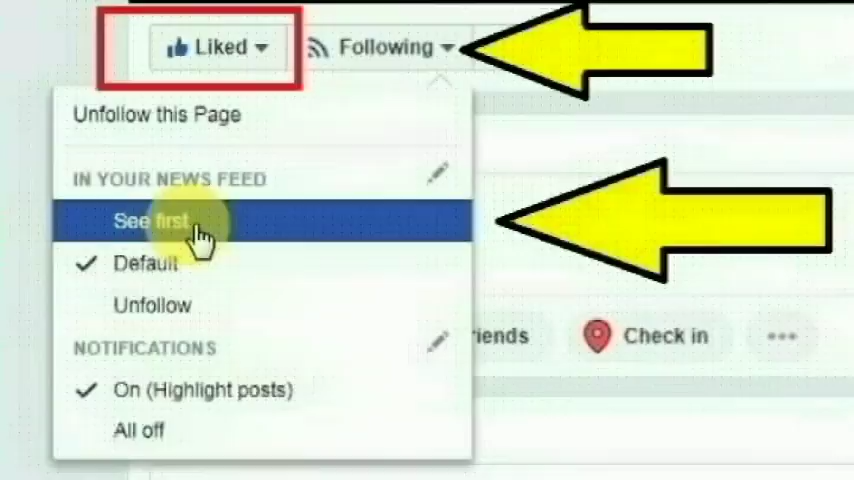 Liked Following
Unfollow this Page
IN YOUR NEWS FEED
See first
Default
Unfollow
riends Check in
NOTIFICATIONS
On (Highlight posts)
All off